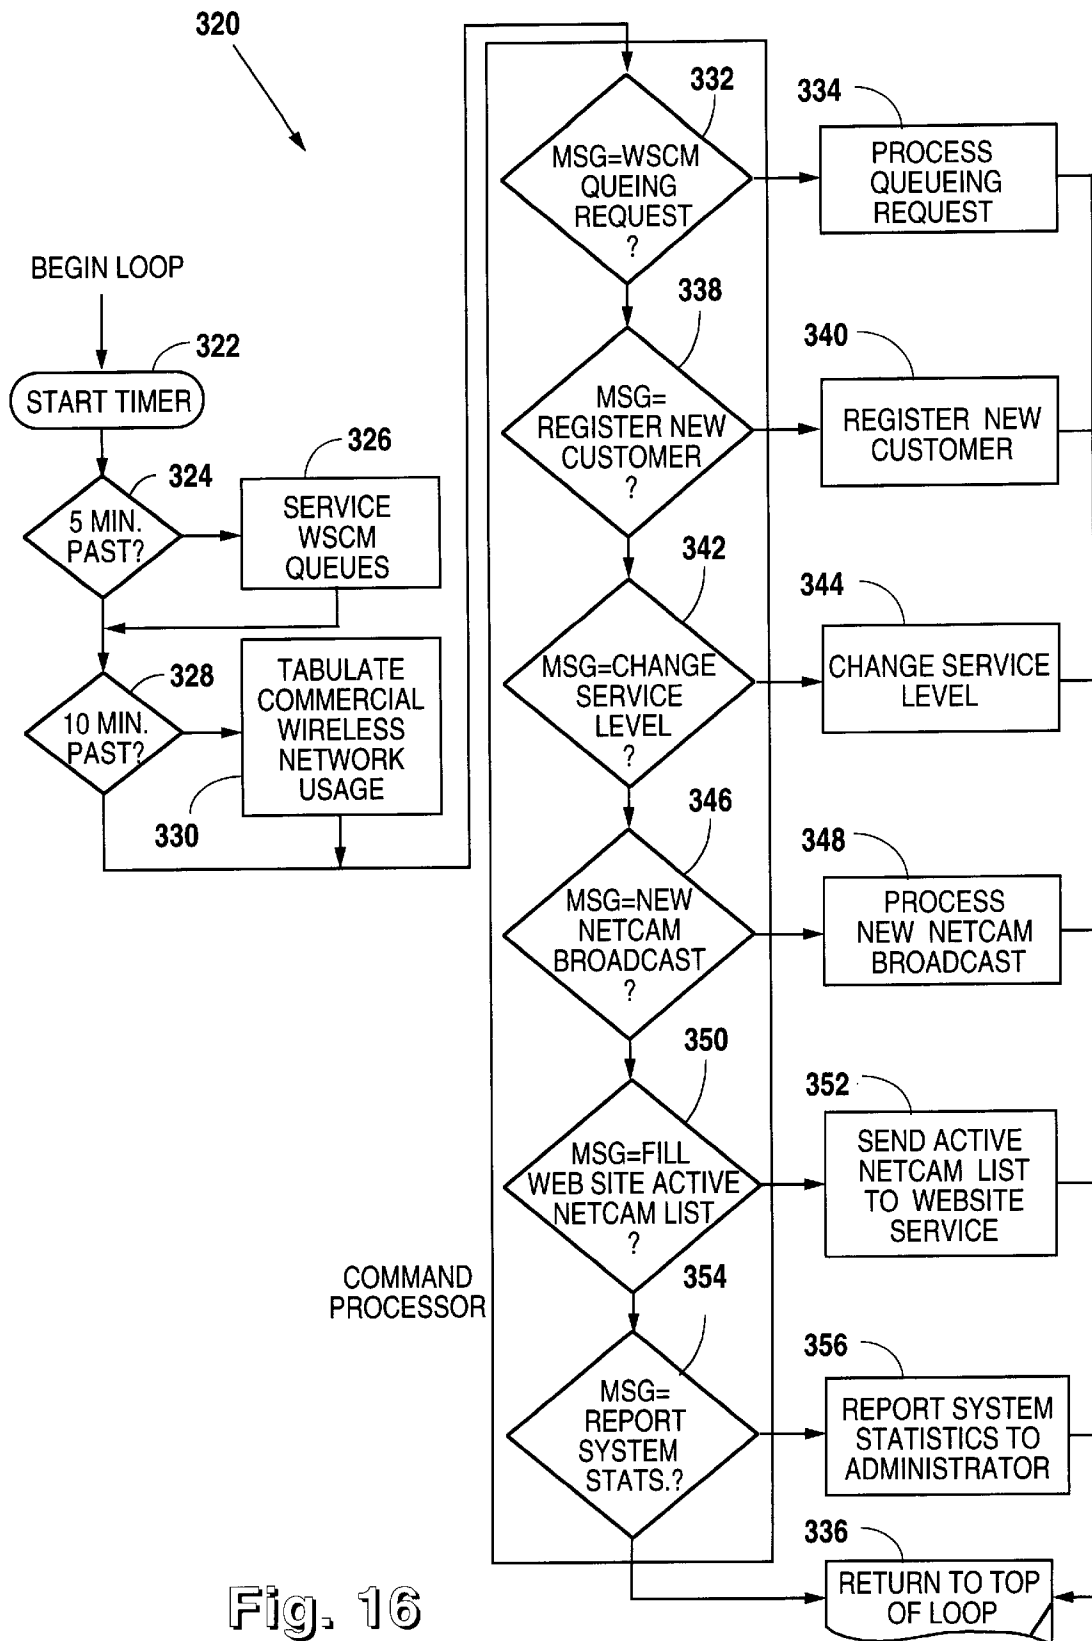 320
BEGIN LOOP
322
START TIMER
324
5 MIN.
PAST?
326
SERVICE
WSCM
QUEUES
328
10 MIN.
PAST?
TABULATE
COMMERCIAL
WIRELESS
NETWORK
USAGE
330
332
MSG=WSCM
QUEING
REQUEST
?
334
PROCESS
QUEUEING
REQUEST
338
MSG=
REGISTER NEW
CUSTOMER
?
340
REGISTER NEW
CUSTOMER
342
MSG=CHANGE
SERVICE
LEVEL
?
344
CHANGE SERVICE
LEVEL
346
MSG=NEW
NETCAM
BROADCAST
?
348
PROCESS
NEW NETCAM
BROADCAST
350
MSG=FILL
WEB SITE ACTIVE
NETCAM LIST
?
352
SEND ACTIVE
NETCAM LIST
TO WEBSITE
SERVICE
COMMAND
PROCESSOR
354
MSG=
REPORT
SYSTEM
STATS.?
356
REPORT SYSTEM
STATISTICS TO
ADMINISTRATOR
336
RETURN TO TOP
OF LOOP
Fig. 16